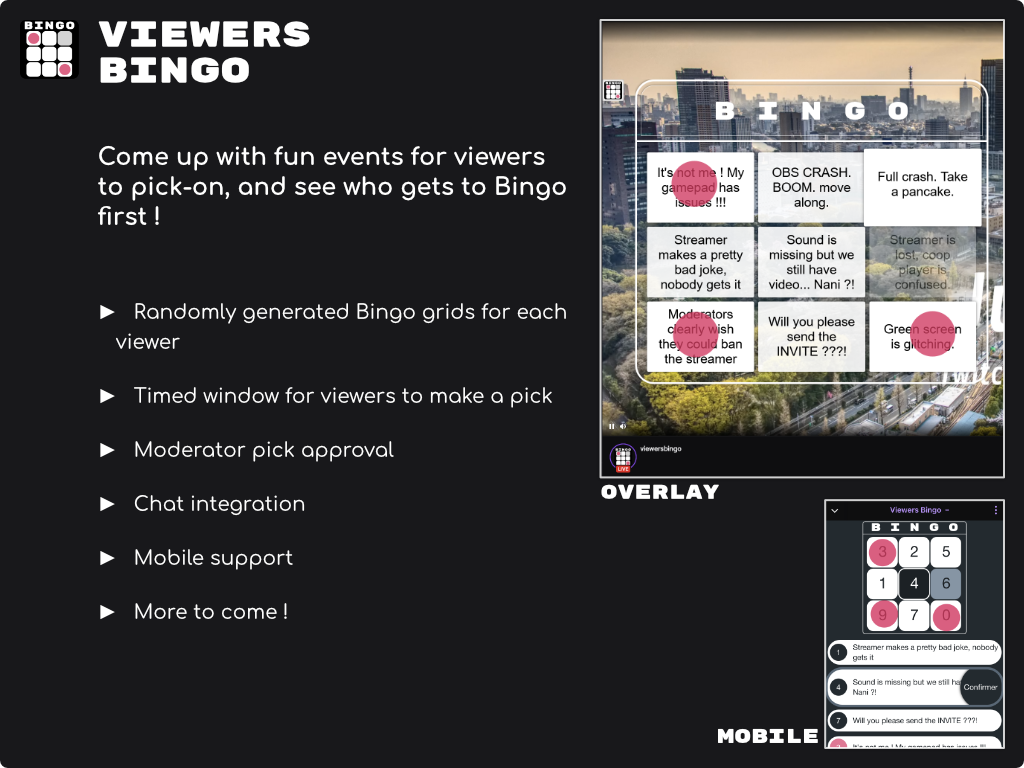 BINGO
VIEWERS
BINGO
Come up with fun events for viewers
to pick-on, and see who gets to Bingo
first !
► Randomly generated Bingo grids for each
viewer
► Timed window for viewers to make a pick
► Moderator pick approval
► Chat integration
► Mobile support
► More to come !
BINGO
It's not me ! My
gamepad has
issues !!!
OBS CRASH.
BOOM. move
along.
Full crash. Take
a pancake.
Streamer
makes a pretty
bad joke,
nobody gets it
Sound is
missing but we
still have
video... Nani ?!
Streamer is
lost, coop
player is
confused.
Moderators
clearly wish
they could ban
the streamer
Will you please
send the
INVITE ???!
Green screen
is glitching.
viewersbingo
LIVE
OVERLAY
Viewers Bingo
BINGO
3 2 5
1 4 6
9 7 0
1 Streamer makes a pretty bad joke, nobody
gets it
4 Sound is missing but we still ha
Nani ?!
Confirmer
7 Will you please send the INVITE ???!
It's not me ! My gamepad has issues !!!
MOBILE